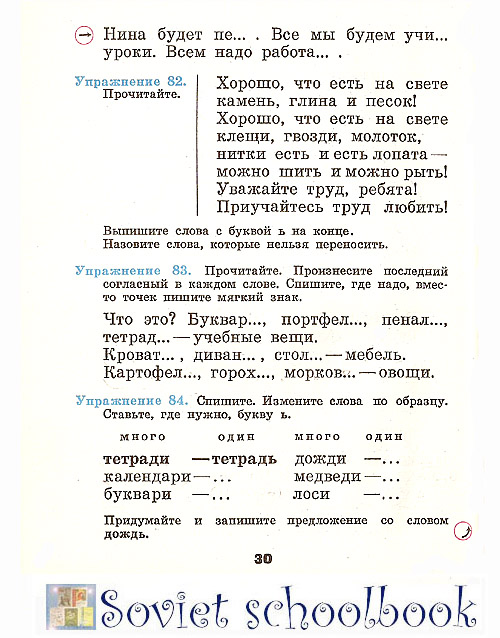 Нина будет пе... . Все мы будем учи...
уроки. Всем надо работа... .
Упражнение 82.
Прочитайте.
Хорошо, что есть на свете
камень, глина и песок!
Хорошо, что есть на свете
клещи, гвозди, молоток,
нитки есть и есть лопата —
можно шить и можно рыть!
Уважайте труд, ребята!
Приучайтесь труд любить!
Выпишите слова с буквой ь на конце.
Назовите слова, которые нельзя переносить.
Упражнение 83. Прочитайте. Произнесите последний
согласный в каждом слове. Спишите, где надо, вмес-
то точек пишите мягкий знак.
Что это? Буквар..., портфел..., пенал...,
тетрад... — учебные вещи.
Кроват... , диван... , стол... — мебель.
Картофел..., горох..., морков... — овощи.
Упражнение 84. Спишите. Измените слова по образцу.
Ставьте, где нужно, букву ь.
много один много один
тетради — тетрадь дожди —...
календари —... медведи —...
буквари —... лоси —...
Придумайте и запишите предложение со словом
дождь.
30
Soviet schoolbook